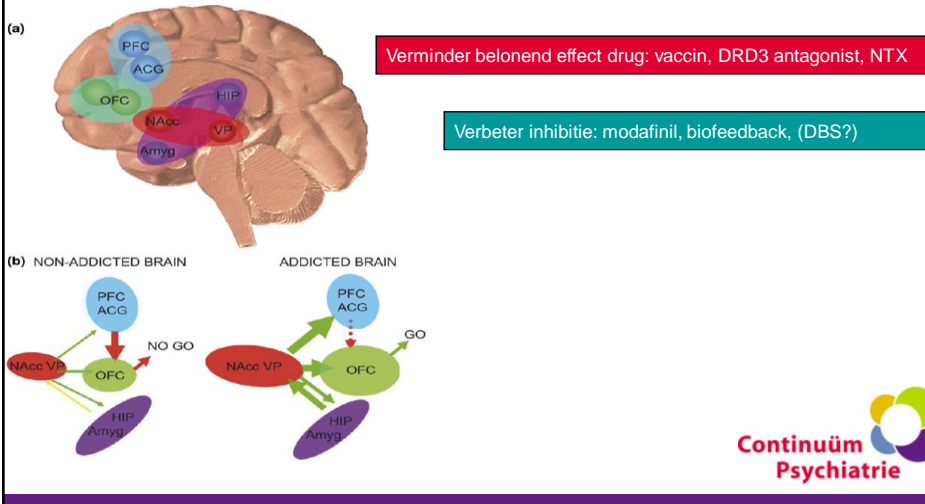 (a)
PFC
ACG
OFC
HIP
NAcc
VP
Amyg
Verminder belonend effect drug: vaccin, DRD3 antagonist, NTX
Verbeter inhibitie: modafinil, biofeedback, (DBS?)
(b) NON-ADDICTED BRAIN
PFC
ACG
NO GO
NAcc VP
OFC
HIP
Amyg
ADDICTED BRAIN
PFC
ACG
GO
NAcc VP
OFC
HIP
Amyg
Continuüm
Psychiatrie